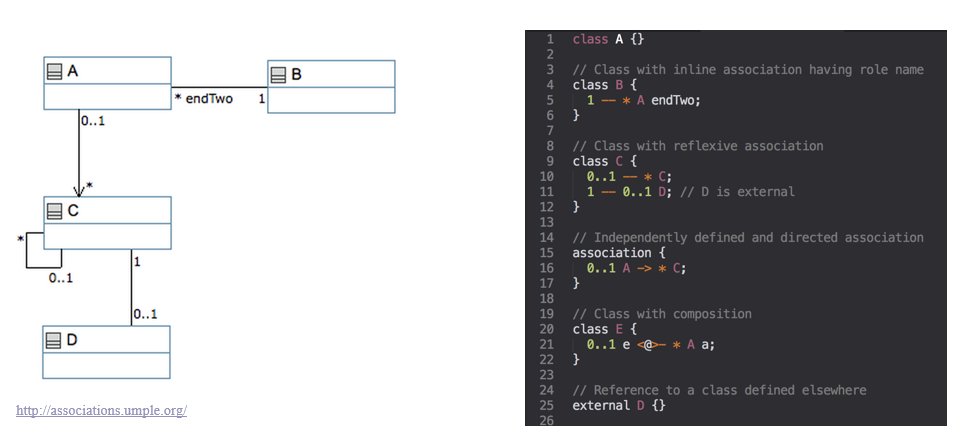 A
B
* endTwo 1
0..1
*
C
*
0..1
1
0..1
D
http://associations.umple.org/
1 class A {}
2
3 // Class with inline association having role name
4 class B {
5 1 -- * A endTwo;
6 }
7
8 // Class with reflexive association
9 class C {
10 0..1 -- * C;
11 1 -- 0..1 D; // D is external
12 }
13
14 // Independently defined and directed association
15 association {
16 0..1 A -> * C;
17 }
18
19 // Class with composition
20 class E {
21 0..1 e <@>- * A a;
22 }
23
24 // Reference to a class defined elsewhere
25 external D {}
26